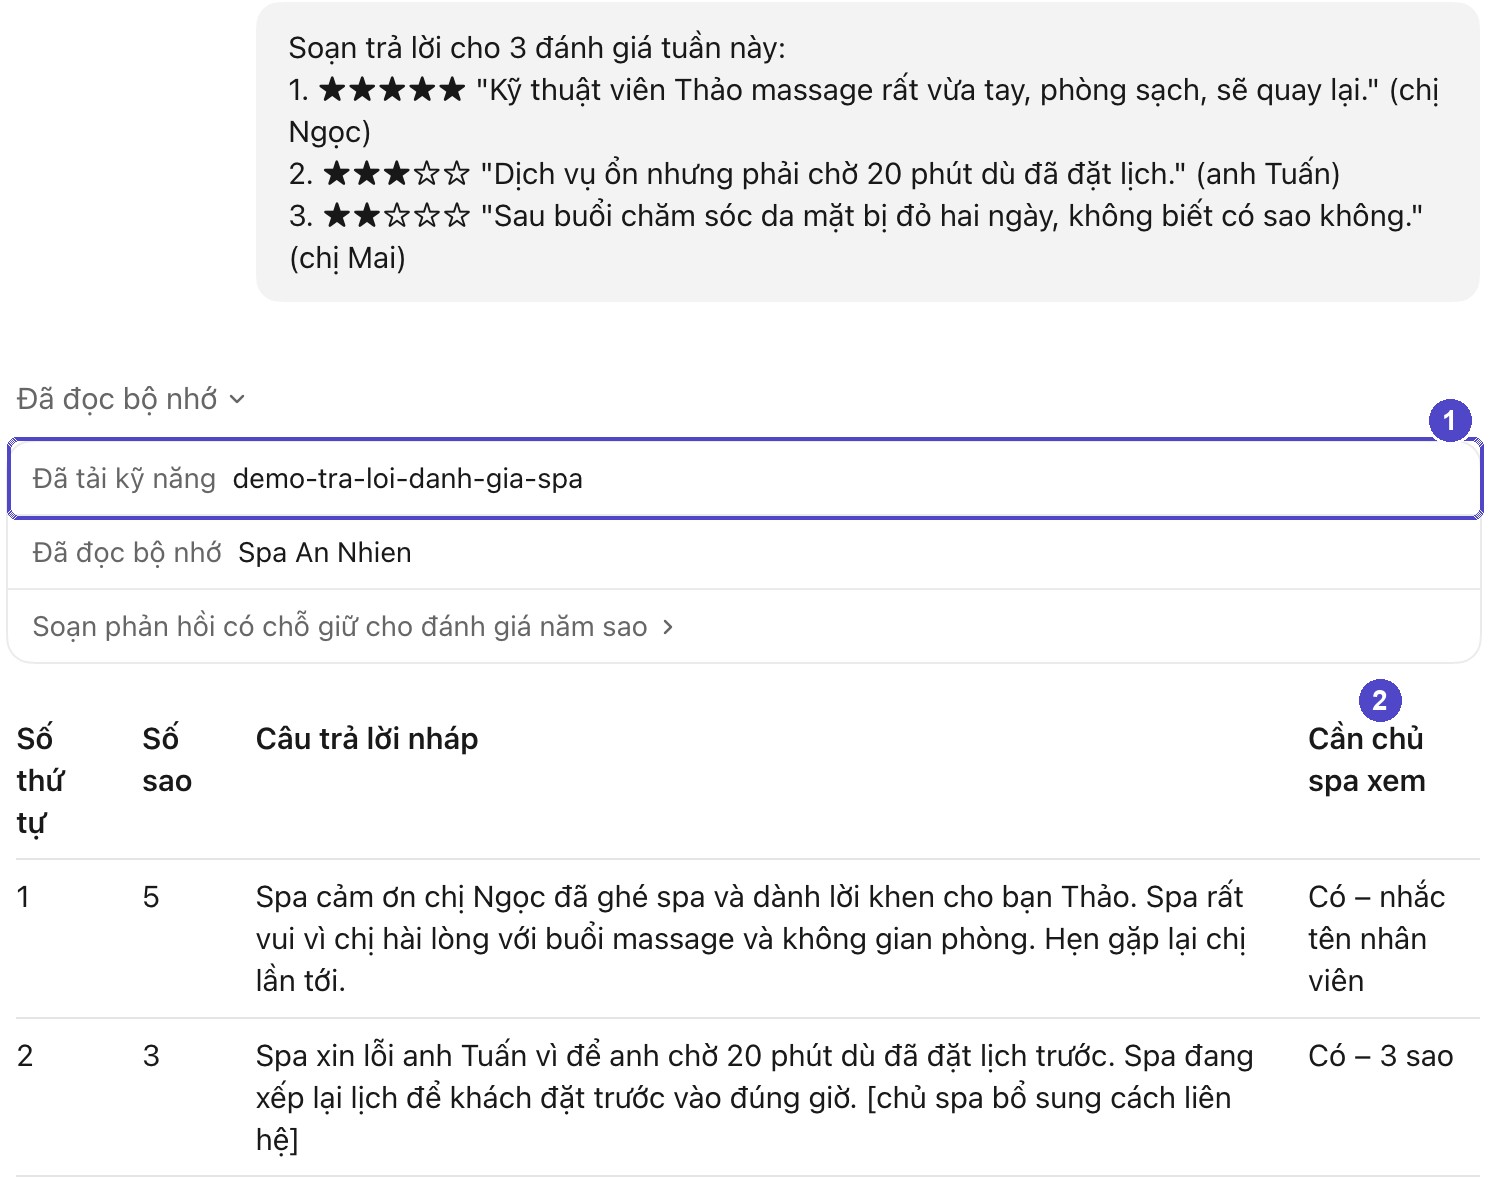 Soạn trả lời cho 3 đánh giá tuần này:
1. ★★★★★ "Kỹ thuật viên Thảo massage rất vừa tay, phòng sạch, sẽ quay lại." (chị
Ngọc)
2. ★★★☆☆ "Dịch vụ ổn nhưng phải chờ 20 phút dù đã đặt lịch." (anh Tuấn)
3. ★★☆☆☆ "Sau buổi chăm sóc da mặt bị đỏ hai ngày, không biết có sao không."
(chị Mai)
Đã đọc bộ nhớ
1
Đã tải kỹ năng demo-tra-loi-danh-gia-spa
Đã đọc bộ nhớ Spa An Nhien
Soạn phản hồi có chỗ giữ cho đánh giá năm sao
2
Số thứ tự
Số sao
Câu trả lời nháp
Cần chủ spa xem
1
5
Spa cảm ơn chị Ngọc đã ghé spa và dành lời khen cho bạn Thảo. Spa rất
vui vì chị hài lòng với buổi massage và không gian phòng. Hẹn gặp lại chị
lần tới.
Có – nhắc
tên nhân
viên
2
3
Spa xin lỗi anh Tuấn vì để anh chờ 20 phút dù đã đặt lịch trước. Spa đang
xếp lại lịch để khách đặt trước vào đúng giờ. [chủ spa bổ sung cách liên
hệ]
Có – 3 sao